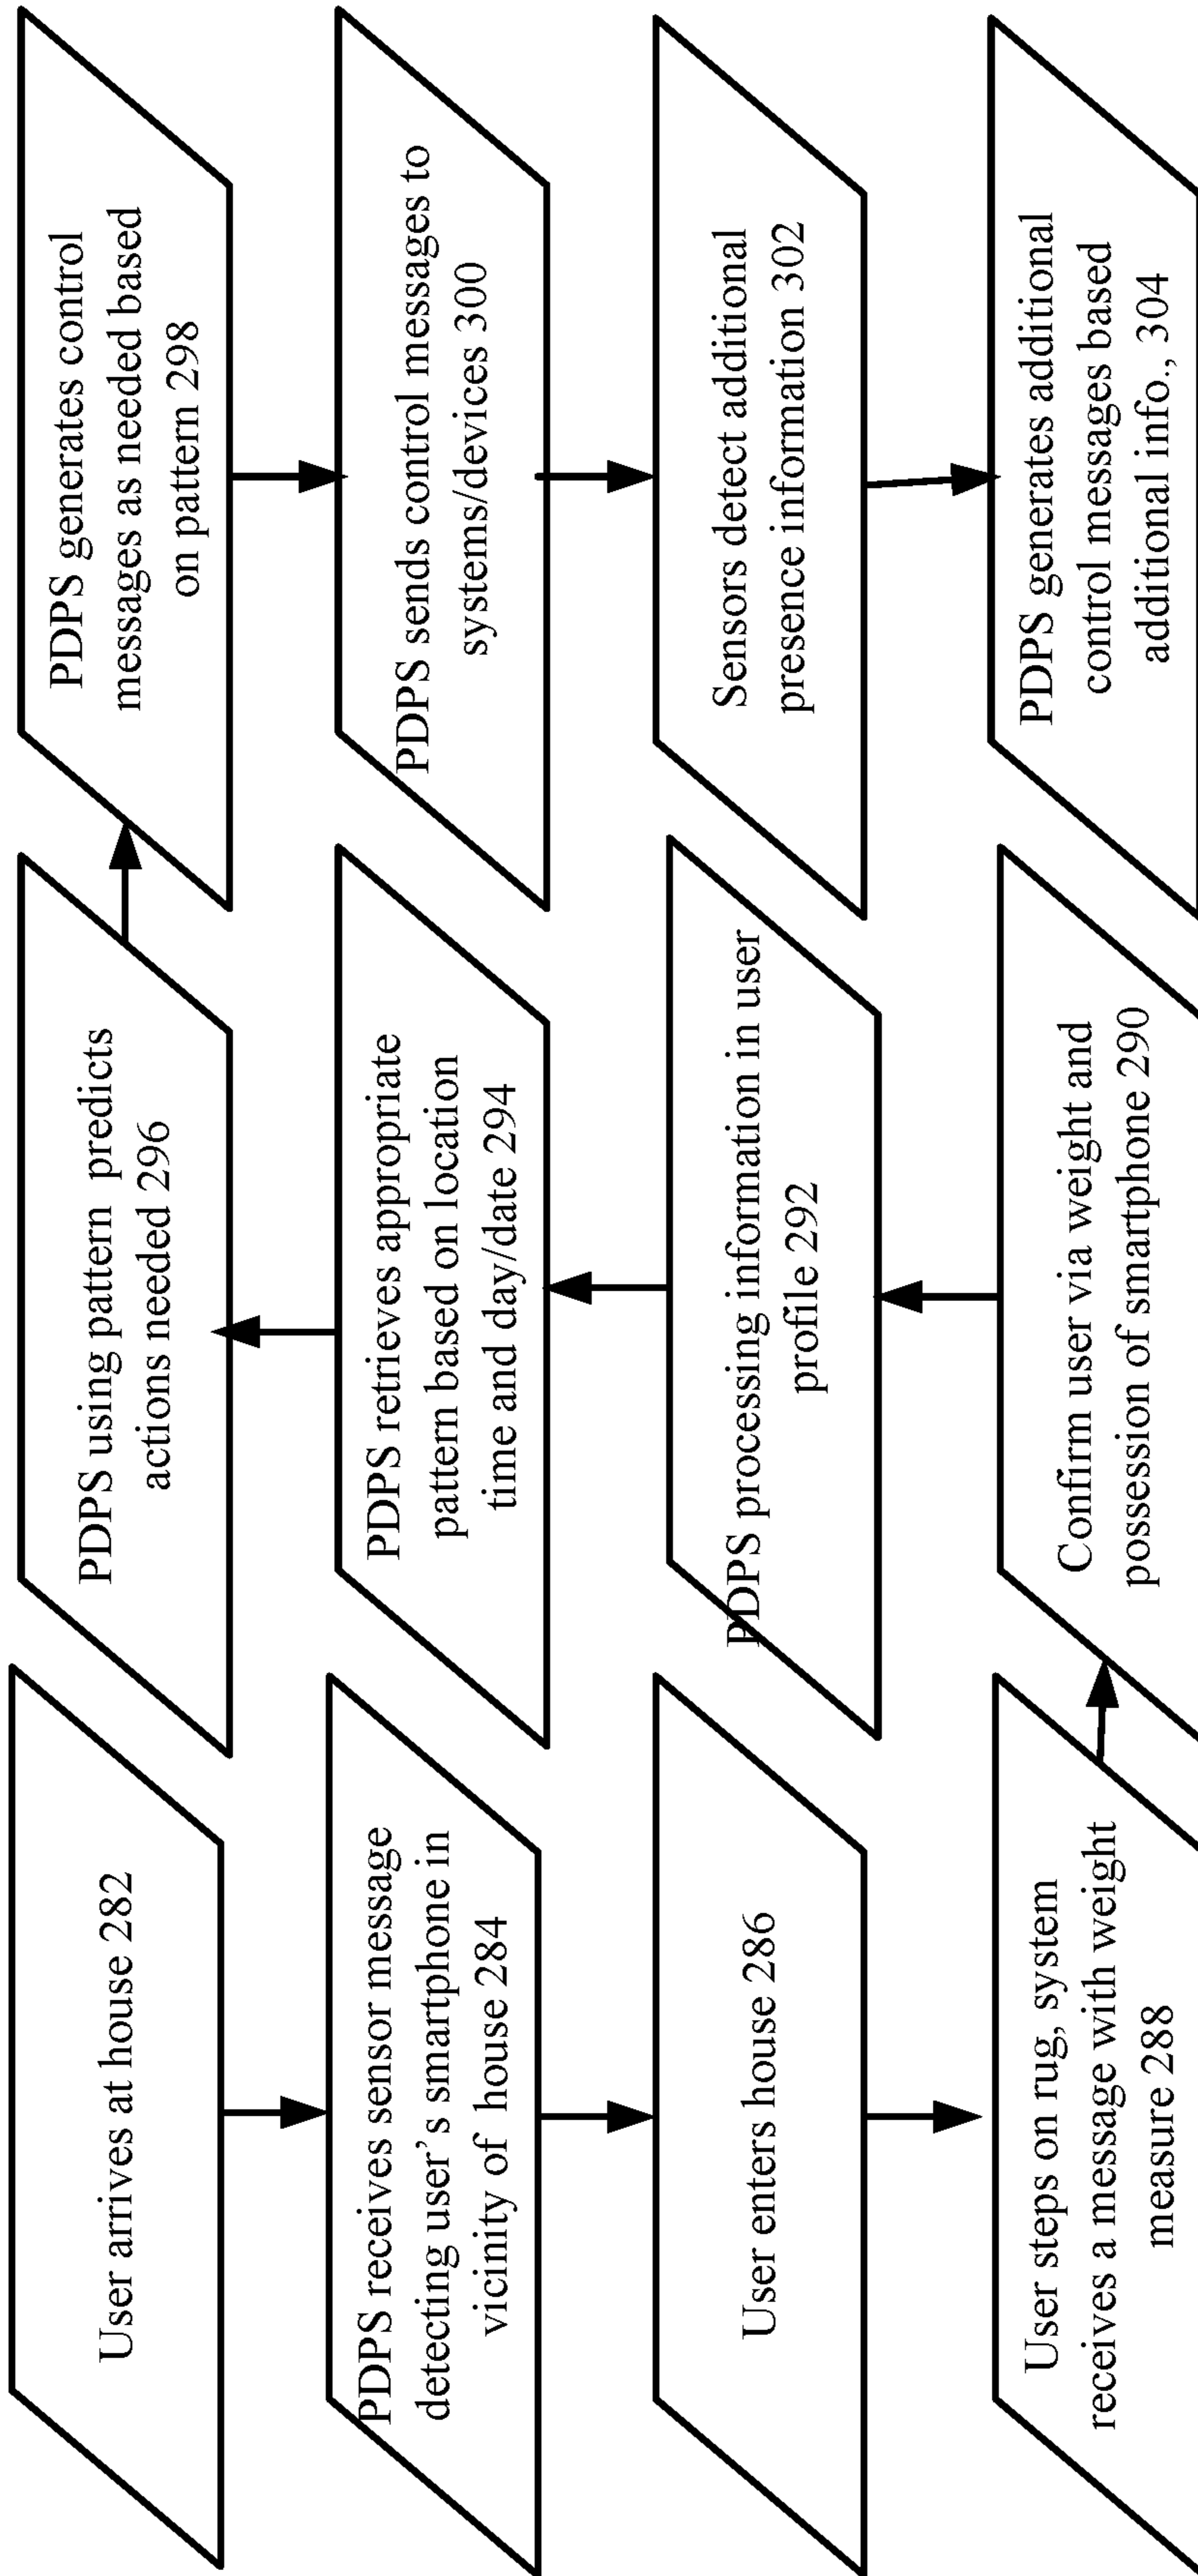 User arrives at house 282
PDPS receives sensor message
detecting user's smartphone in
vicinity of house 284
User enters house 286
User steps on rug, system
receives a message with weight
measure 288
Confirm user via weight and
possession of smartphone 290
PDPS processing information in user
profile 292
PDPS retrieves appropriate
pattern based on location
time and day/date 294
PDPS using pattern predicts
actions needed 296
PDPS generates control
messages as needed based
on pattern 298
PDPS sends control messages to
systems/devices 300
Sensors detect additional
presence information 302
PDPS generates additional
control messages based
additional info., 304